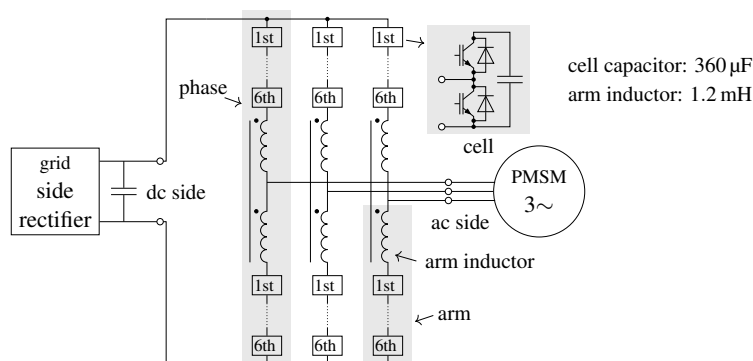 1st 1st 1st
cell capacitor: 360 µF
arm inductor: 1.2 mH
phase
6th 6th 6th
cell
grid
side
rectifier
dc side
PMSM
3∼
ac side
arm inductor
1st 1st 1st
arm
6th 6th 6th